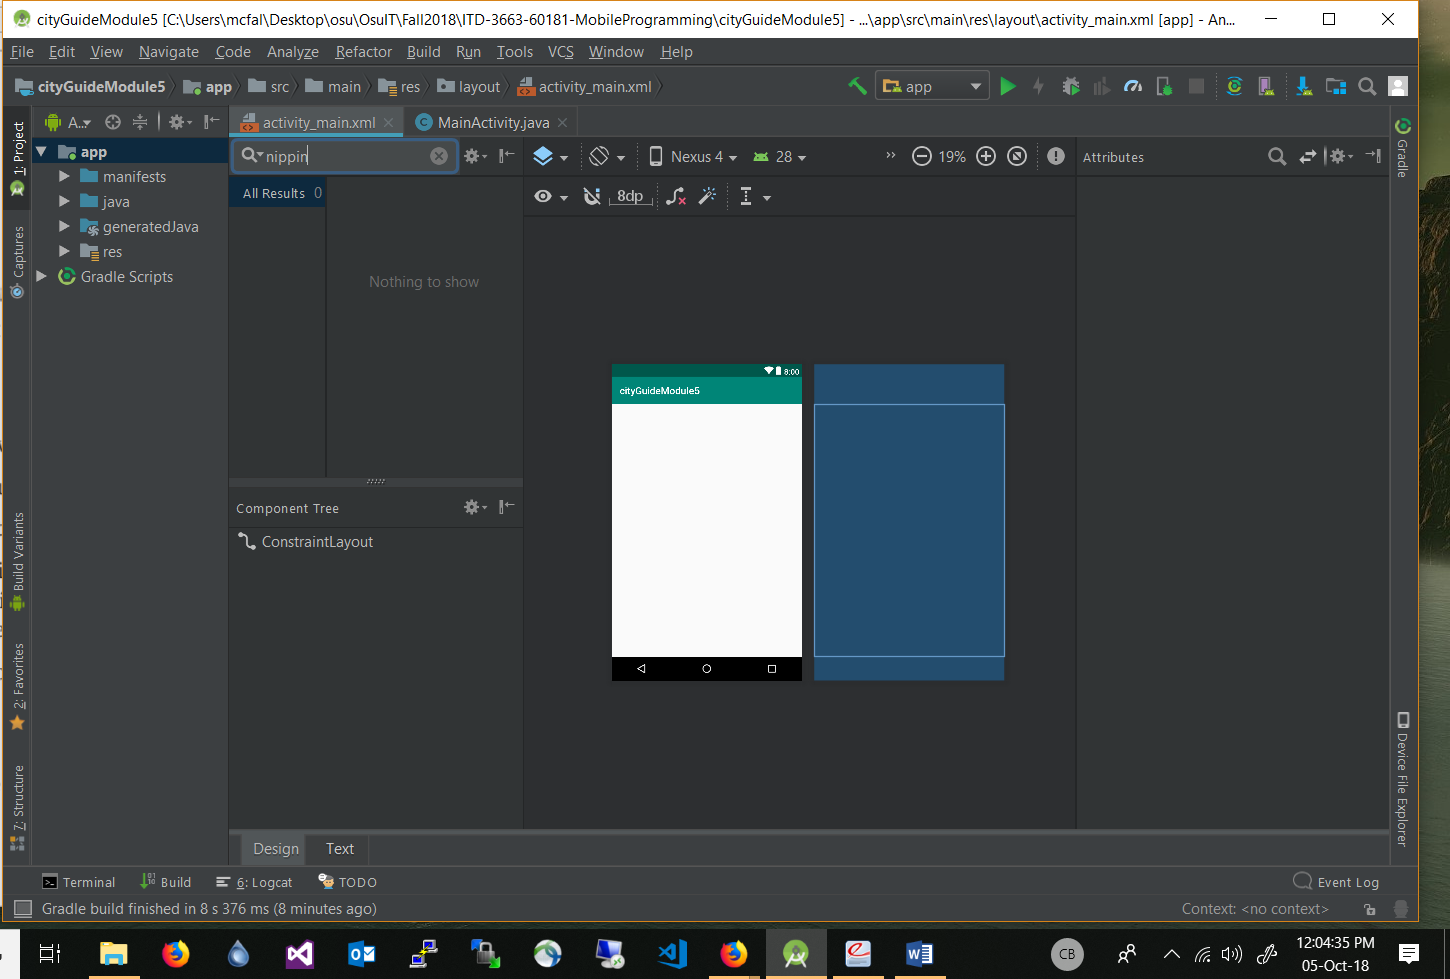 cityGuideModule5 [C:\Users\mcfal\Desktop\osu\OsuIT\Fall2018\ITD-3663-60181-MobileProgramming\cityGuideModule5] - ...\app\src\main\res\layout\activity_main.xml [app] - An...
File Edit View Navigate Code Analyze Refactor Build Run Tools VCS Window Help
cityGuideModule5 app src main res layout activity_main.xml app
1: Project
Captures
Build Variants
2: Favorites
7: Structure
A..
app
manifests
java
generatedJava
res
Gradle Scripts
activity_main.xml MainActivity.java
nippin
All Results 0
Nothing to show
Component Tree
ConstraintLayout
Nexus 4 28 » 19%
8dp
8:00
cityGuideModule5
Attributes
Gradle
Device File Explorer
Design Text
Terminal Build 6: Logcat TODO Event Log
Gradle build finished in 8 s 376 ms (8 minutes ago) Context: <no context>
CB
12:04:35 PM
05-Oct-18